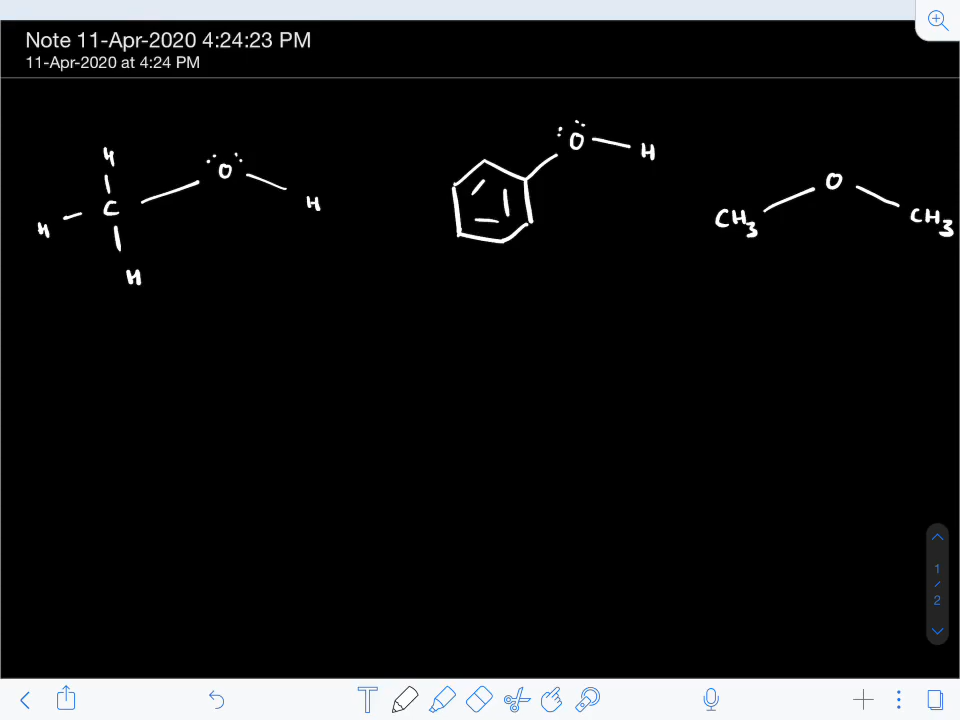 Note 11-Apr-2020 4:24:23 PM
11-Apr-2020 at 4:24 PM
H
H C O H
H
O H
CH3 O CH3
1
/
2
T